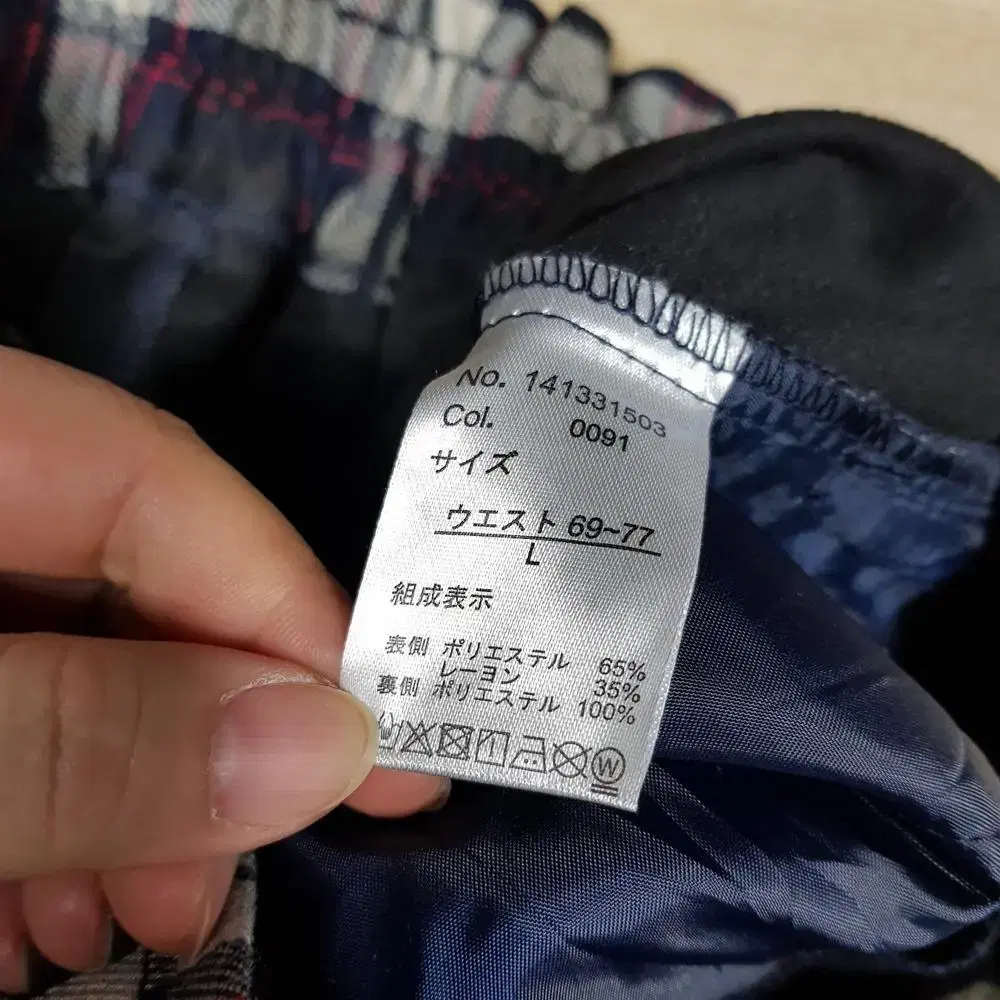 No. 141331503
Col. 0091
サイズ
ウエスト 69~77
L
組成表示
表側 ポリエステル 65%
レーヨン 35%
裏側 ポリエステル 100%
W